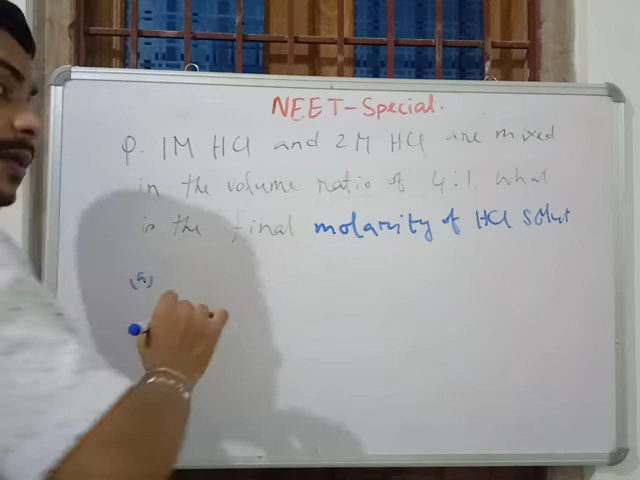 NEET-Special.
Q. 1M HCl and 2M HCl are mixed
in the volume ratio of 4:1. What
is the final molarity of HCl solut
(a)